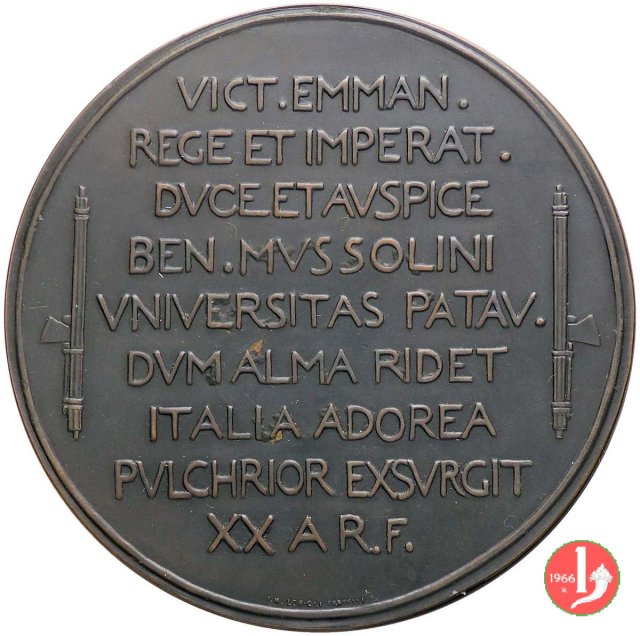 VICT. EMMAN.
REGE ET IMPERAT.
DVCE ET AVSPICE
BEN. MVSSOLINI
VNIVERSITAS PATAV.
DVM ALMA RIDET
ITALIA ADOREA
PVLCHRIOR EXSVRGIT
XX A R. F.
1966